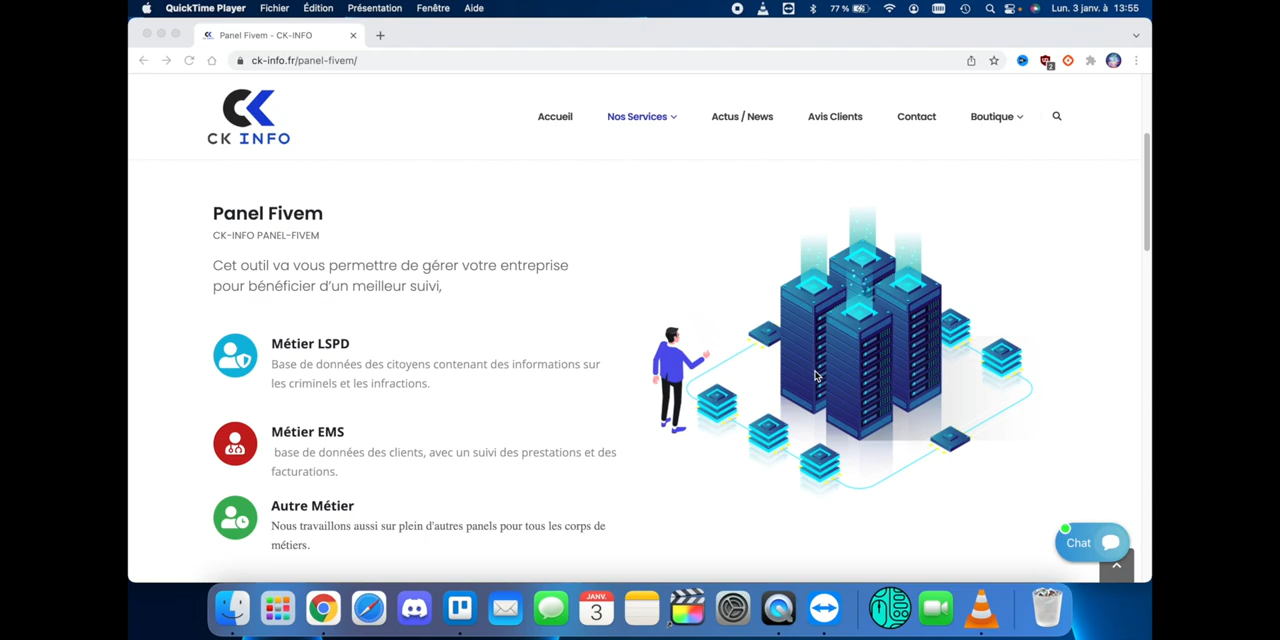 QuickTime Player Fichier Édition Présentation Fenêtre Aide 77 % Lun. 3 janv. à 13:55
Panel Fivem - CK-INFO
ck-info.fr/panel-fivem/
2
CK INFO
Accueil Nos Services Actus / News Avis Clients Contact Boutique
Panel Fivem
CK-INFO PANEL-FIVEM
Cet outil va vous permettre de gérer votre entreprise
pour bénéficier d'un meilleur suivi,
Métier LSPD
Base de données des citoyens contenant des informations sur
les criminels et les infractions.
Métier EMS
base de données des clients, avec un suivi des prestations et des
facturations.
Autre Métier
Nous travaillons aussi sur plein d'autres panels pour tous les corps de
métiers.
Chat
JANV.
3